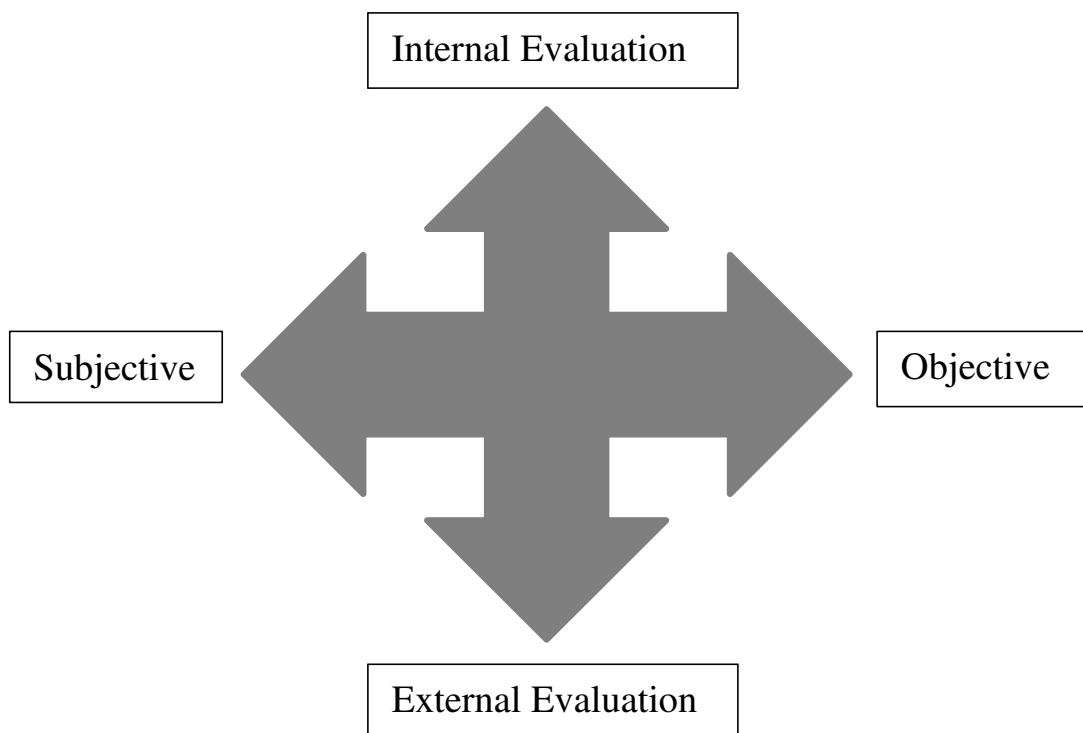 Internal Evaluation
Subjective
Objective
External Evaluation